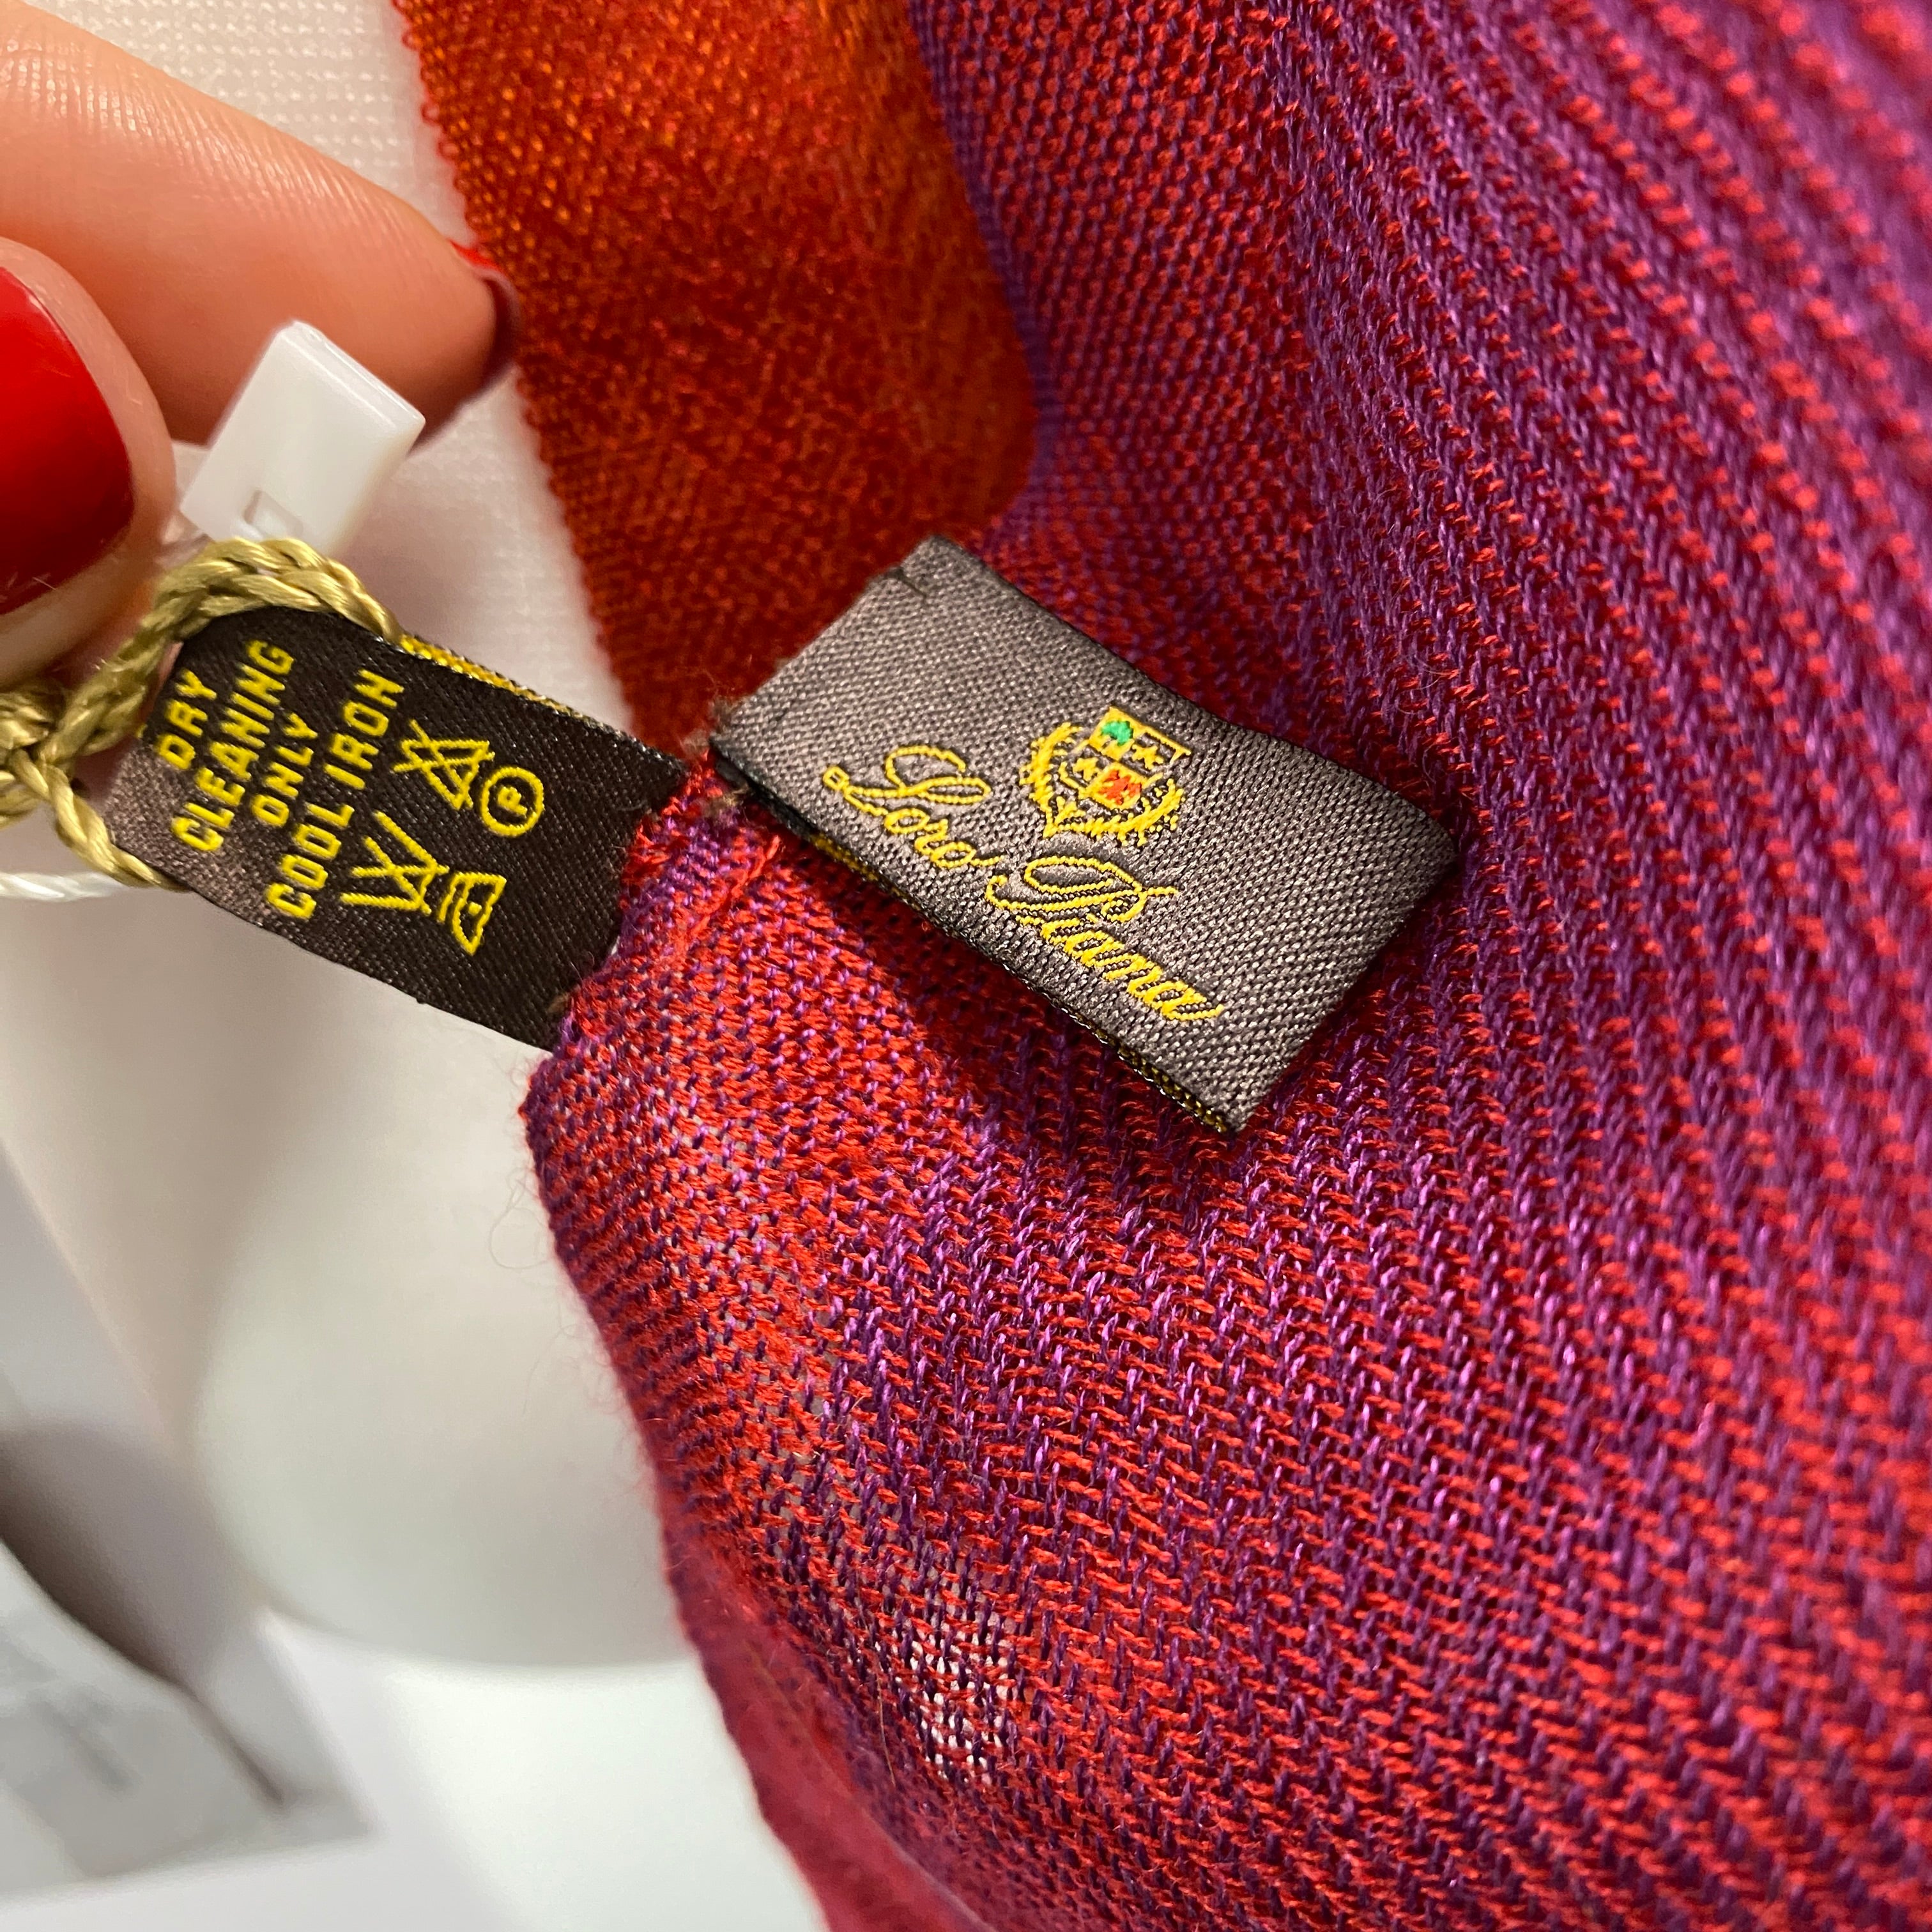 DRY
CLEANING
ONLY
COOL IRON
P
Loro Piana